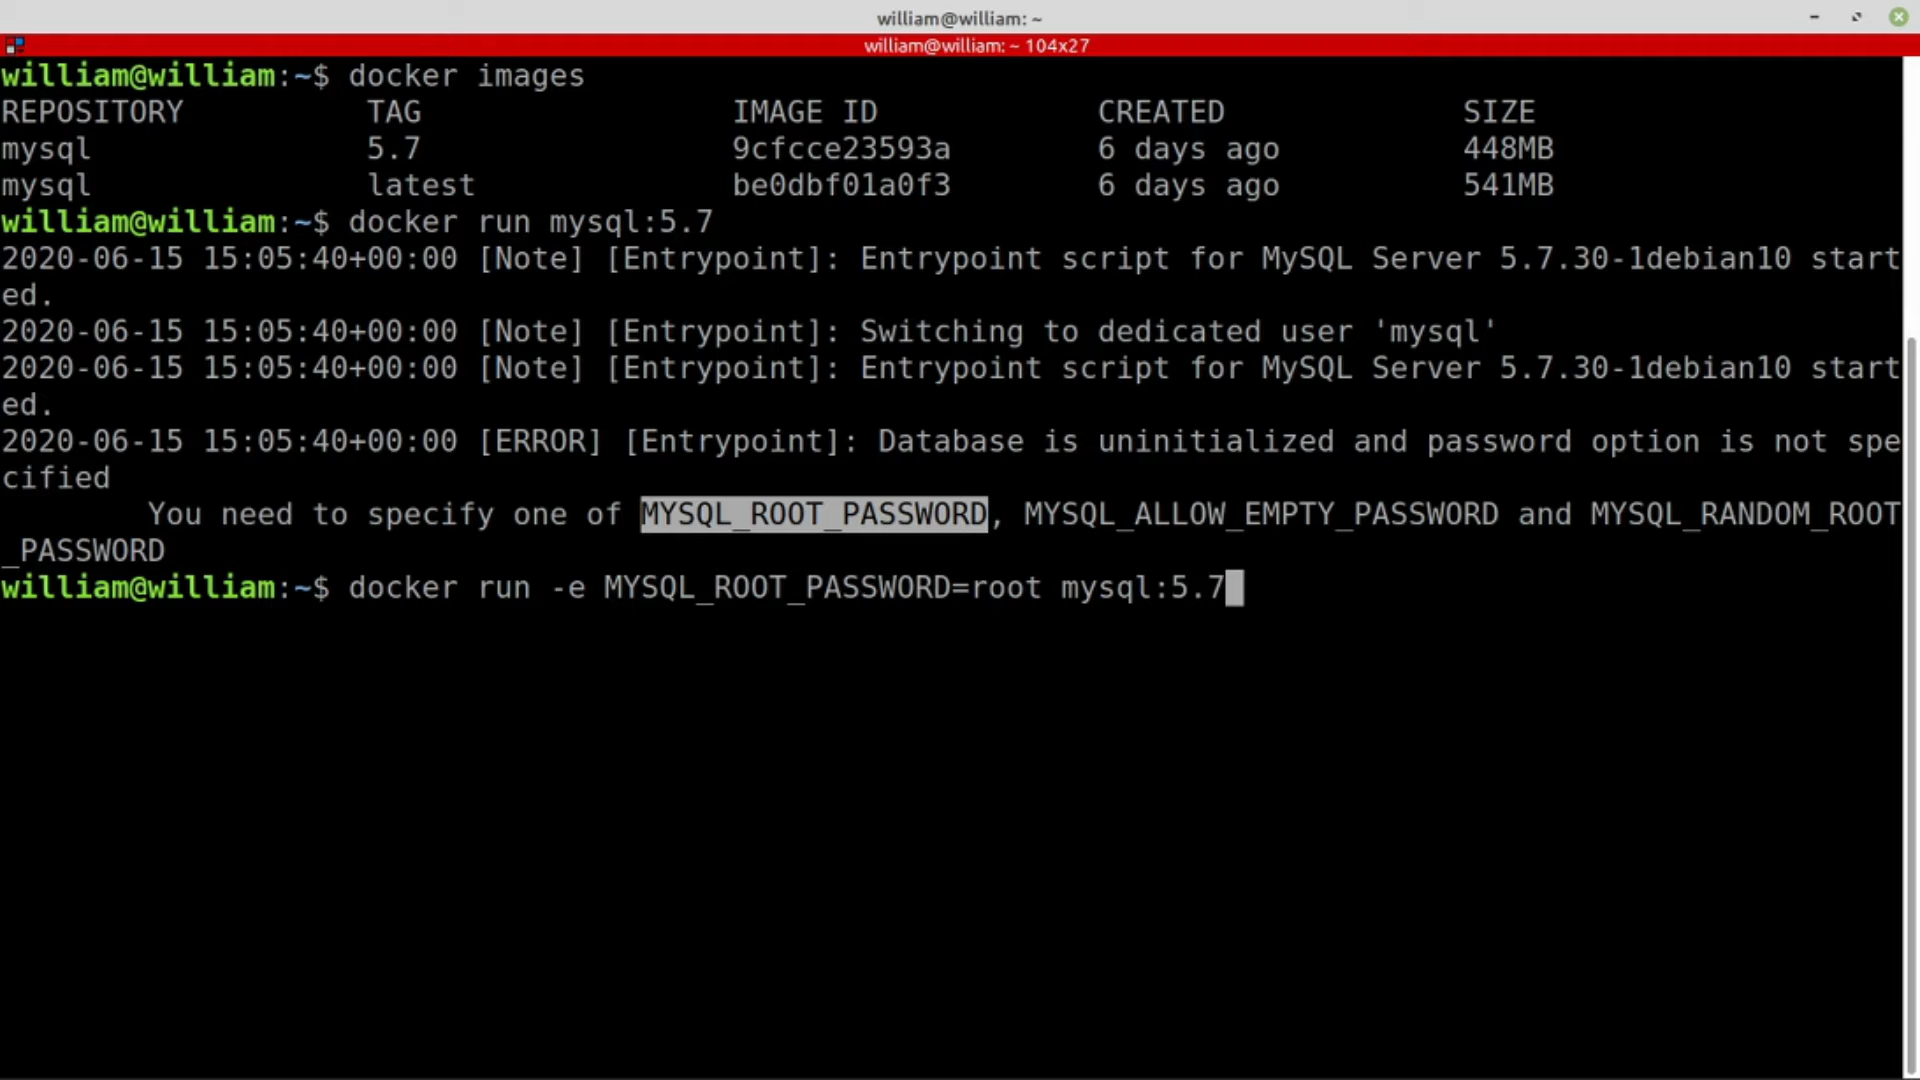 william@william: ~
william@william: ~ 104x27
william@william:~$ docker images
REPOSITORY TAG IMAGE ID CREATED SIZE
mysql 5.7 9cfcce23593a 6 days ago 448MB
mysql latest be0dbf01a0f3 6 days ago 541MB
william@william:~$ docker run mysql:5.7
2020-06-15 15:05:40+00:00 [Note] [Entrypoint]: Entrypoint script for MySQL Server 5.7.30-1debian10 start
ed.
2020-06-15 15:05:40+00:00 [Note] [Entrypoint]: Switching to dedicated user 'mysql'
2020-06-15 15:05:40+00:00 [Note] [Entrypoint]: Entrypoint script for MySQL Server 5.7.30-1debian10 start
ed.
2020-06-15 15:05:40+00:00 [ERROR] [Entrypoint]: Database is uninitialized and password option is not spe
cified
You need to specify one of MYSQL_ROOT_PASSWORD, MYSQL_ALLOW_EMPTY_PASSWORD and MYSQL_RANDOM_ROOT
_PASSWORD
william@william:~$ docker run -e MYSQL_ROOT_PASSWORD=root mysql:5.7